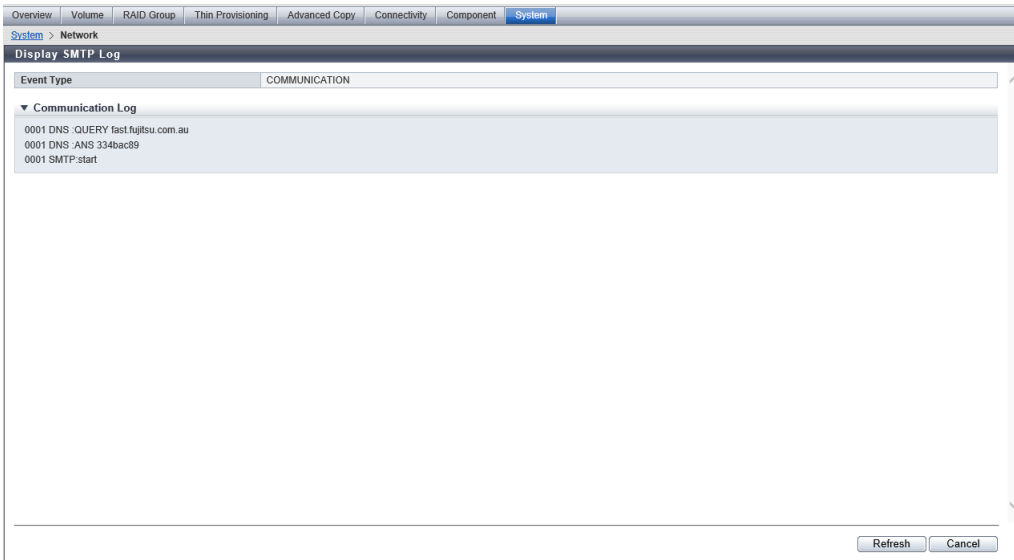 Overview Volume RAID Group Thin Provisioning Advanced Copy Connectivity Component System
System > Network
Display SMTP Log
Event Type COMMUNICATION
▼ Communication Log
0001 DNS :QUERY fast.fujitsu.com.au
0001 DNS :ANS 334bac89
0001 SMTP:start
Refresh Cancel